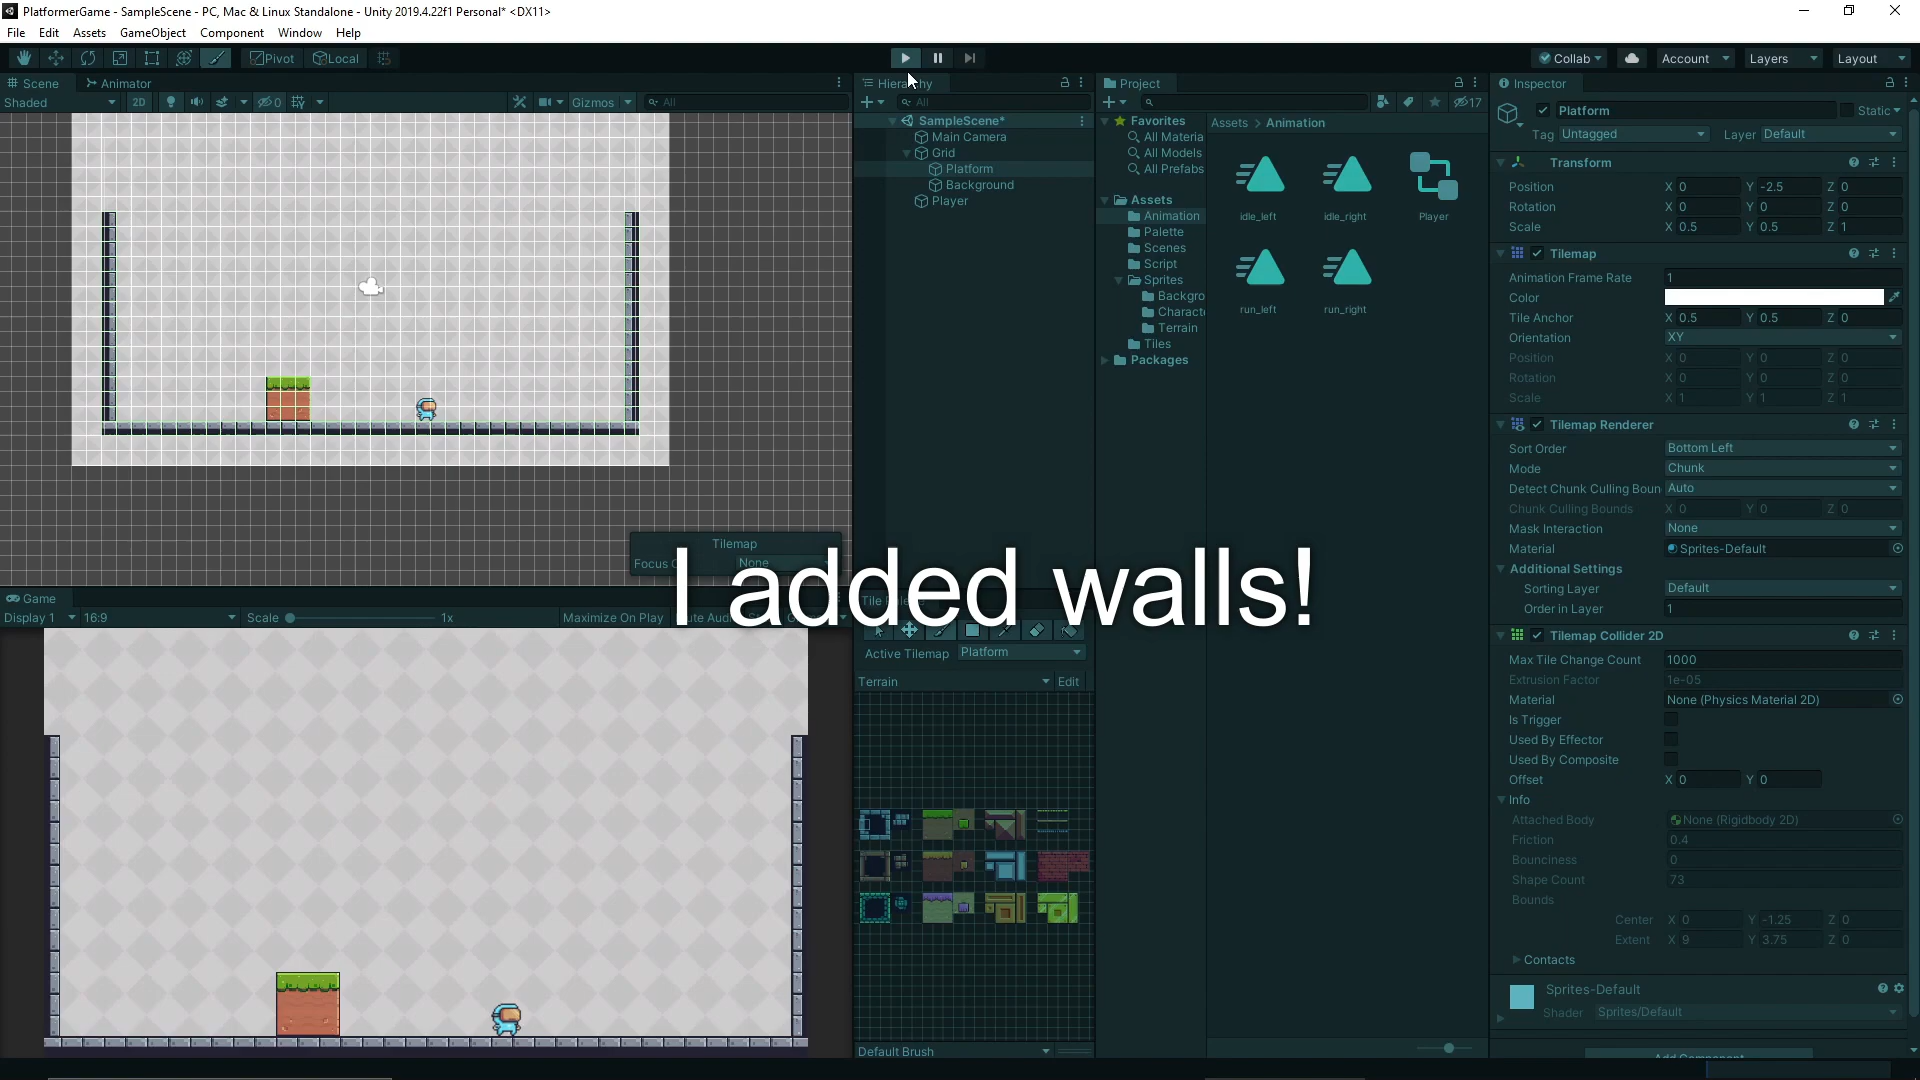 PlatformerGame - SampleScene - PC, Mac & Linux Standalone - Unity 2019.4.22f1 Personal* <DX11>
File Edit Assets GameObject Component Window Help
Pivot Local Collab Account Layers Layout
Scene Animator
Shaded 2D 0 Gizmos All
Hierarchy
All
SampleScene*
Main Camera
Grid
Platform
Background
Player
Project
17
Favorites
All Materia
All Models
All Prefabs
Assets
Animation
Palette
Scenes
Script
Sprites
Backgro
Characte
Terrain
Tiles
Packages
Assets > Animation
idle_left idle_right Player
run_left run_right
Inspector
Platform Static
Tag Untagged Layer Default
Transform
Position X 0 Y -2.5 Z 0
Rotation X 0 Y 0 Z 0
Scale X 0.5 Y 0.5 Z 1
Tilemap
Animation Frame Rate 1
Color
Tile Anchor X 0.5 Y 0.5 Z 0
Orientation XY
Position X 0 Y 0 Z 0
Rotation X 0 Y 0 Z 0
Scale X 1 Y 1 Z 1
Tilemap Renderer
Sort Order Bottom Left
Mode Chunk
Detect Chunk Culling Boun Auto
Chunk Culling Bounds X 0 Y 0 Z 0
Mask Interaction None
Material Sprites-Default
Additional Settings
Sorting Layer Default
Order in Layer 1
Tilemap Collider 2D
Max Tile Change Count 1000
Extrusion Factor 1e-05
Material None (Physics Material 2D)
Is Trigger
Used By Effector
Used By Composite
Offset X 0 Y 0
Info
Attached Body None (Rigidbody 2D)
Friction 0.4
Bounciness 0
Shape Count 73
Bounds
Center X 0 Y -1.25 Z 0
Extent X 9 Y 3.75 Z 0
Contacts
Sprites-Default
Shader Sprites/Default
Add Component
Tilemap
Focus None
I added walls!
Game
Display 1 16:9 Scale 1x Maximize On Play
Tile
Active Tilemap Platform
Terrain Edit
Default Brush